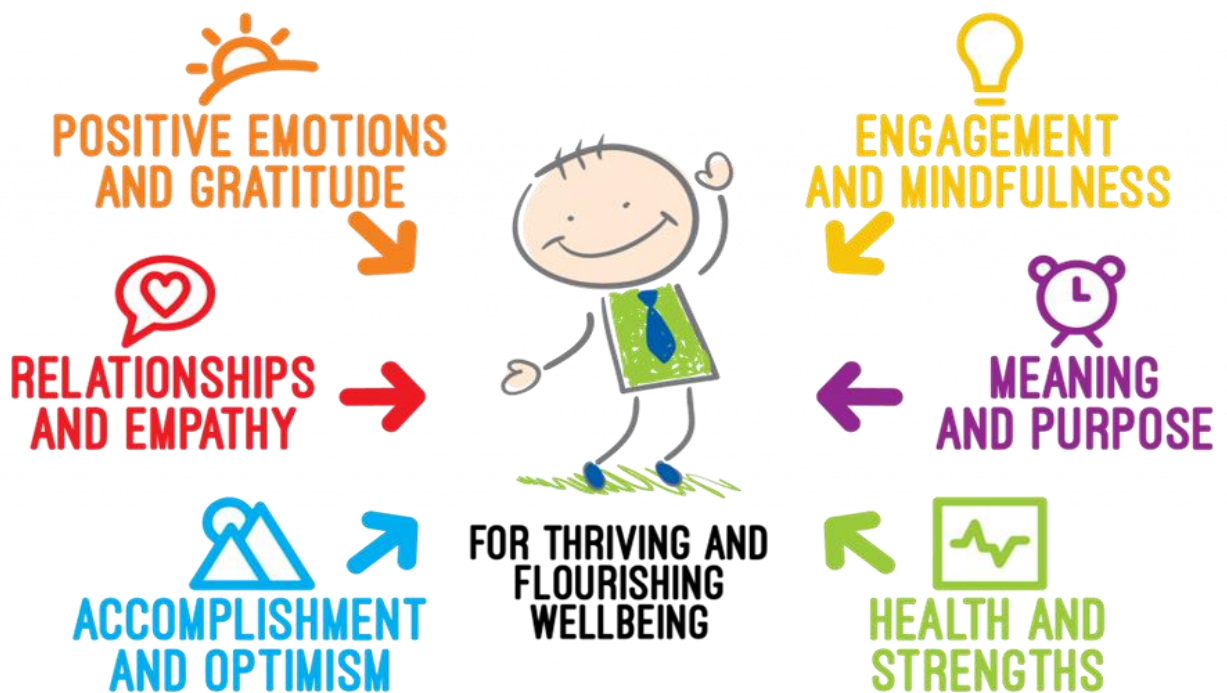 POSITIVE EMOTIONS
AND GRATITUDE
ENGAGEMENT
AND MINDFULNESS
RELATIONSHIPS
AND EMPATHY
MEANING
AND PURPOSE
ACCOMPLISHMENT
AND OPTIMISM
FOR THRIVING AND
FLOURISHING
WELLBEING
HEALTH AND
STRENGTHS